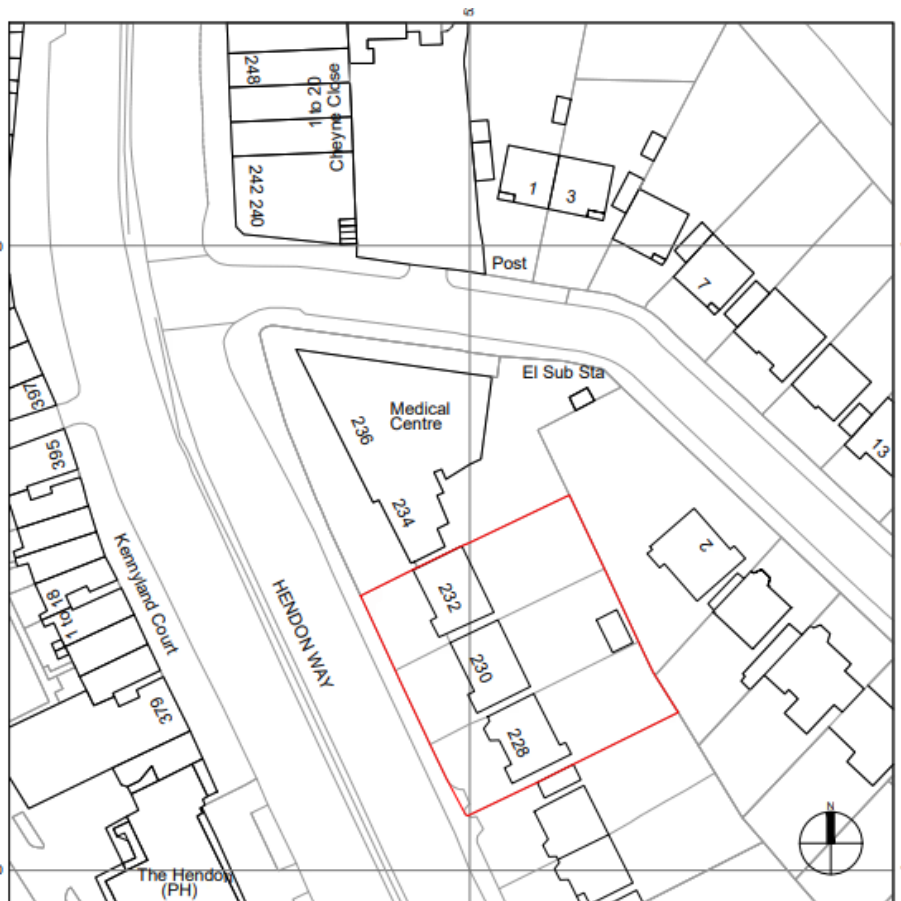 248
1 to 20
Cheyne Close
242 240
1
3
Post
7
El Sub Sta
Medical
Centre
236
13
397
395
234
2
Kennyland Court
HENDON WAY
232
1 to 18
230
228
379
N
The Hendon
(PH)